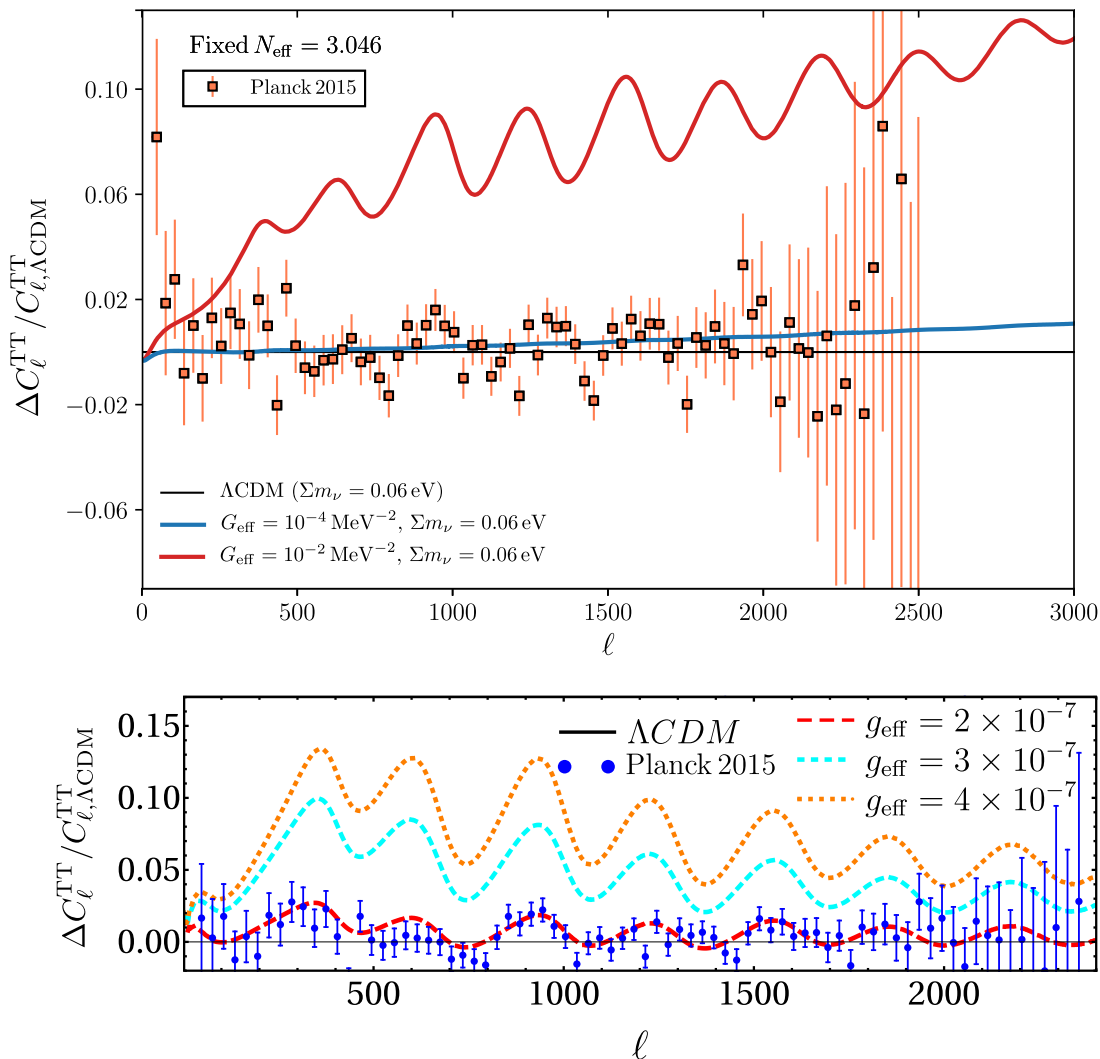 Fixed N_eff = 3.046
Planck 2015
0.10
0.06
0.02
−0.02
−0.06
ΔC_ℓ^TT / C_ℓ,ΛCDM^TT
ΛCDM (Σm_ν = 0.06 eV)
G_eff = 10^−4 MeV^−2, Σm_ν = 0.06 eV
G_eff = 10^−2 MeV^−2, Σm_ν = 0.06 eV
0 500 1000 1500 2000 2500 3000
ℓ
0.15
0.10
0.05
0.00
ΔC_ℓ^TT / C_ℓ,ΛCDM^TT
ΛCDM
Planck 2015
g_eff = 2 × 10^−7
g_eff = 3 × 10^−7
g_eff = 4 × 10^−7
500 1000 1500 2000
ℓ